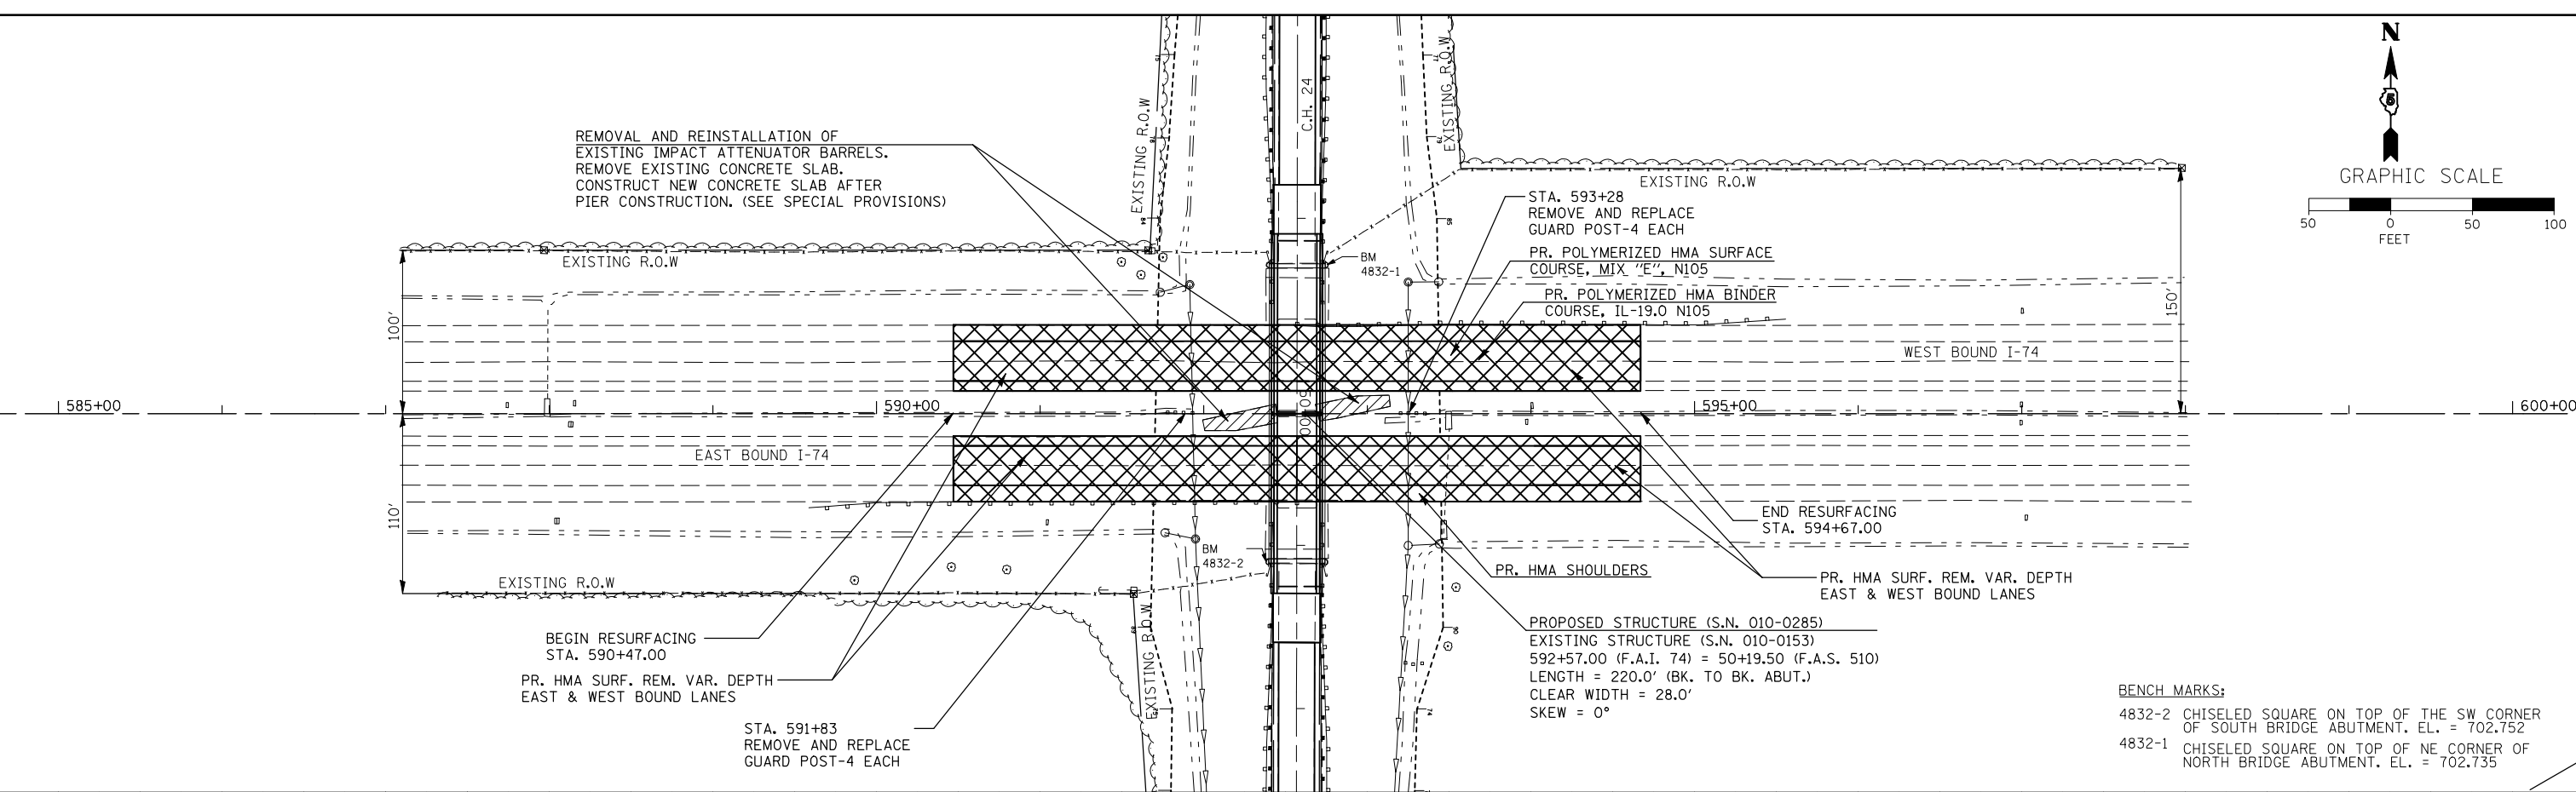 REMOVAL AND REINSTALLATION OF
EXISTING IMPACT ATTENUATOR BARRELS.
REMOVE EXISTING CONCRETE SLAB.
CONSTRUCT NEW CONCRETE SLAB AFTER
PIER CONSTRUCTION. (SEE SPECIAL PROVISIONS)
EXISTING R.O.W
C.H. 24
EXISTING R.O.W
N
5
GRAPHIC SCALE
50 0 50 100
FEET
EXISTING R.O.W
STA. 593+28
REMOVE AND REPLACE
GUARD POST-4 EACH
PR. POLYMERIZED HMA SURFACE
COURSE, MIX "E", N105
PR. POLYMERIZED HMA BINDER
COURSE, IL-19.0 N105
BM
4832-1
EXISTING R.O.W
100'
150'
WEST BOUND I-74
585+00
590+00
595+00
600+00
EAST BOUND I-74
110'
BM
4832-2
EXISTING R.O.W
EXISTING R.O.W
END RESURFACING
STA. 594+67.00
PR. HMA SHOULDERS
PR. HMA SURF. REM. VAR. DEPTH
EAST & WEST BOUND LANES
BEGIN RESURFACING
STA. 590+47.00
PR. HMA SURF. REM. VAR. DEPTH
EAST & WEST BOUND LANES
STA. 591+83
REMOVE AND REPLACE
GUARD POST-4 EACH
PROPOSED STRUCTURE (S.N. 010-0285)
EXISTING STRUCTURE (S.N. 010-0153)
592+57.00 (F.A.I. 74) = 50+19.50 (F.A.S. 510)
LENGTH = 220.0' (BK. TO BK. ABUT.)
CLEAR WIDTH = 28.0'
SKEW = 0°
BENCH MARKS:
4832-2 CHISELED SQUARE ON TOP OF THE SW CORNER
OF SOUTH BRIDGE ABUTMENT. EL. = 702.752
4832-1 CHISELED SQUARE ON TOP OF NE CORNER OF
NORTH BRIDGE ABUTMENT. EL. = 702.735